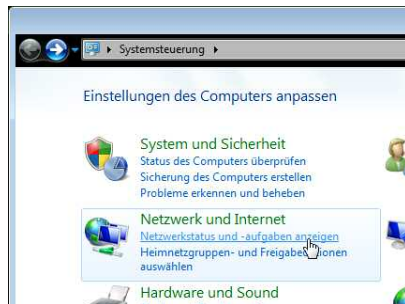 Systemsteuerung
Einstellungen des Computers anpassen
System und Sicherheit
Status des Computers überprüfen
Sicherung des Computers erstellen
Probleme erkennen und beheben
Netzwerk und Internet
Netzwerkstatus und -aufgaben anzeigen
Heimnetzgruppen- und
auswählen
Hardware und Sound